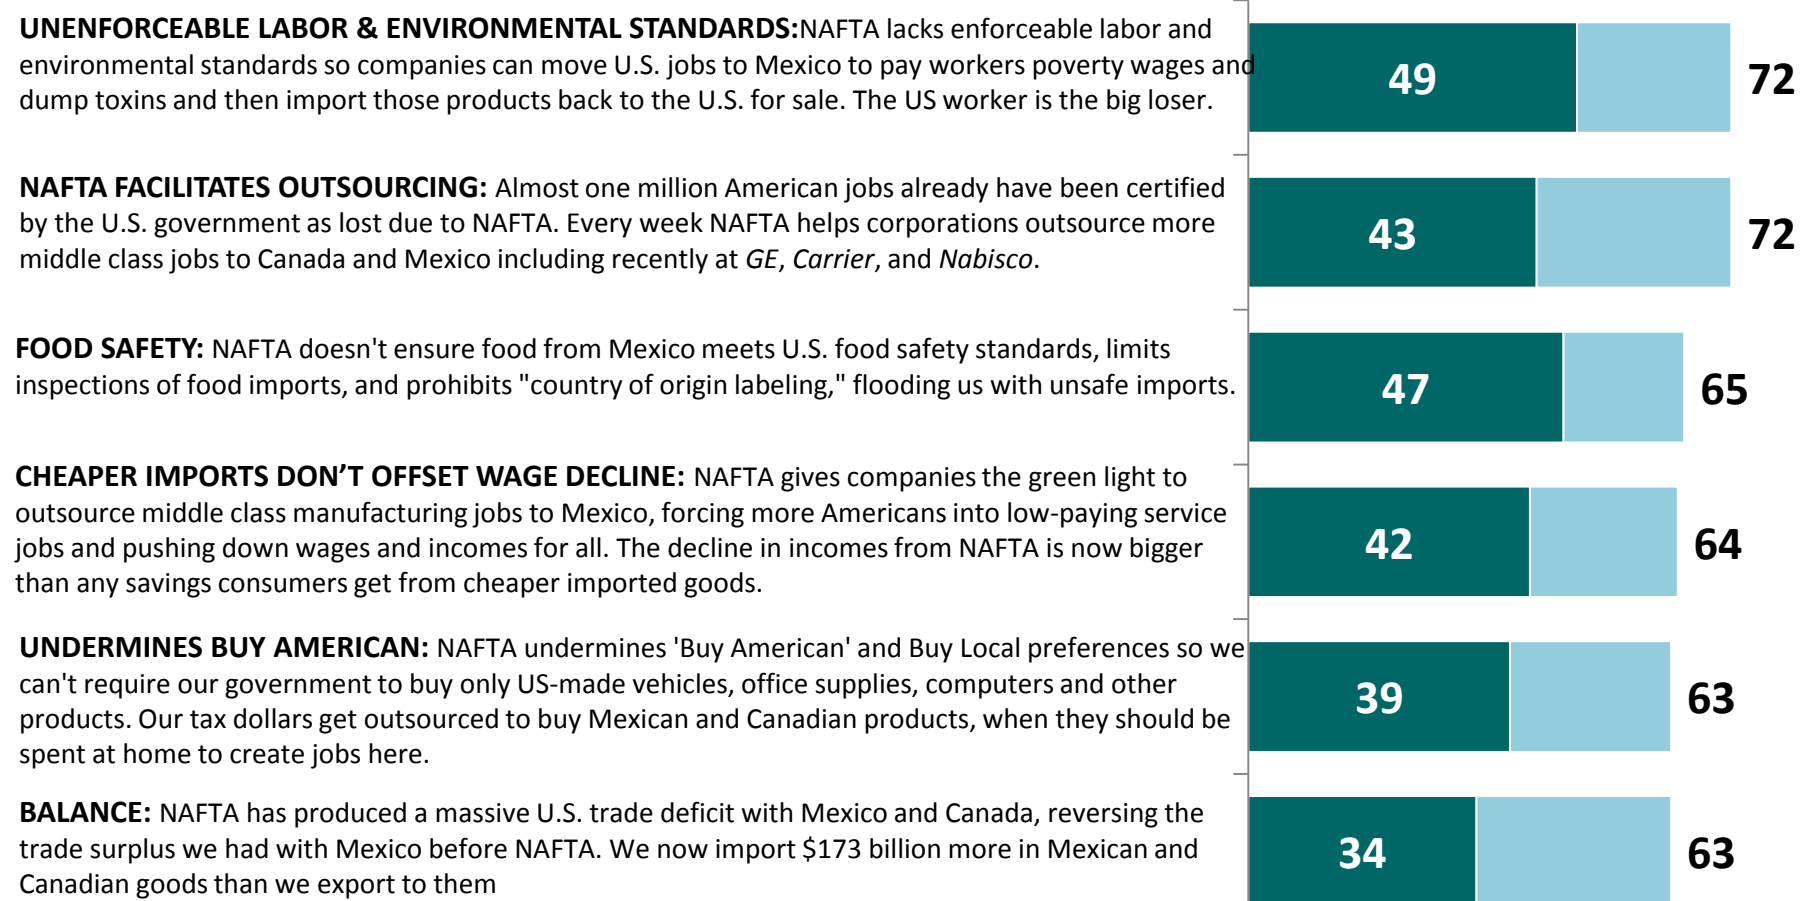 UNENFORCEABLE LABOR & ENVIRONMENTAL STANDARDS:NAFTA lacks enforceable labor and
environmental standards so companies can move U.S. jobs to Mexico to pay workers poverty wages and
dump toxins and then import those products back to the U.S. for sale. The US worker is the big loser.
49
72
NAFTA FACILITATES OUTSOURCING: Almost one million American jobs already have been certified
by the U.S. government as lost due to NAFTA. Every week NAFTA helps corporations outsource more
middle class jobs to Canada and Mexico including recently at GE, Carrier, and Nabisco.
43
72
FOOD SAFETY: NAFTA doesn't ensure food from Mexico meets U.S. food safety standards, limits
inspections of food imports, and prohibits "country of origin labeling," flooding us with unsafe imports.
47
65
CHEAPER IMPORTS DON’T OFFSET WAGE DECLINE: NAFTA gives companies the green light to
outsource middle class manufacturing jobs to Mexico, forcing more Americans into low-paying service
jobs and pushing down wages and incomes for all. The decline in incomes from NAFTA is now bigger
than any savings consumers get from cheaper imported goods.
42
64
UNDERMINES BUY AMERICAN: NAFTA undermines 'Buy American' and Buy Local preferences so we
can't require our government to buy only US-made vehicles, office supplies, computers and other
products. Our tax dollars get outsourced to buy Mexican and Canadian products, when they should be
spent at home to create jobs here.
39
63
BALANCE: NAFTA has produced a massive U.S. trade deficit with Mexico and Canada, reversing the
trade surplus we had with Mexico before NAFTA. We now import $173 billion more in Mexican and
Canadian goods than we export to them
34
63